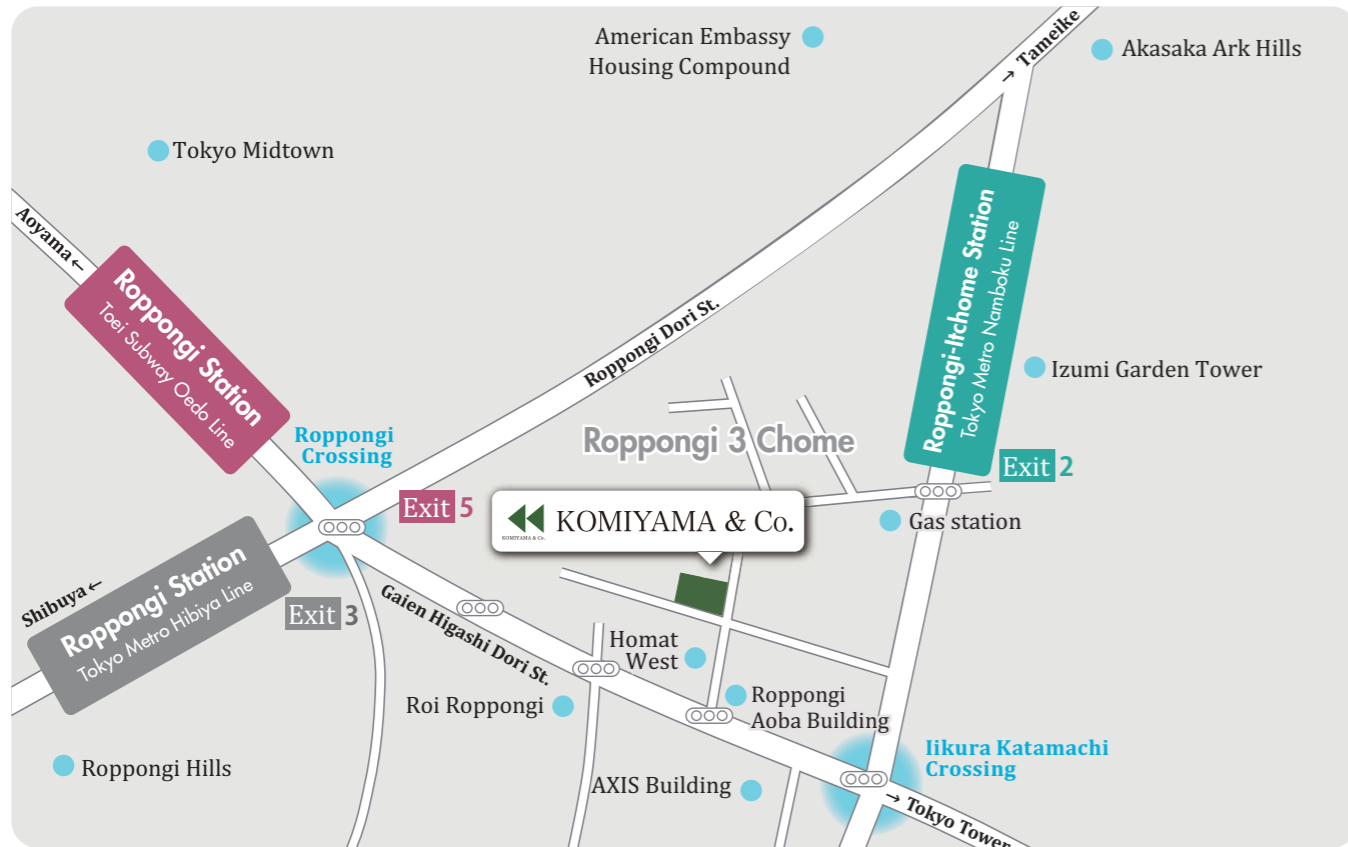 American Embassy
Housing Compound
→ Tameike
Akasaka Ark Hills
Tokyo Midtown
Aoyama ←
Roppongi Station
Toei Subway Oedo Line
Roppongi-Itchome Station
Tokyo Metro Namboku Line
Roppongi Dori St.
Izumi Garden Tower
Roppongi
Crossing
Roppongi 3 Chome
Exit 2
Exit 5
KOMIYAMA & Co.
KOMIYAMA & Co.
Gas station
Shibuya ←
Roppongi Station
Tokyo Metro Hibiya Line
Exit 3
Gaien Higashi Dori St.
Homat
West
Roi Roppongi
Roppongi
Aoba Building
Iikura Katamachi
Crossing
Roppongi Hills
AXIS Building
→ Tokyo Tower